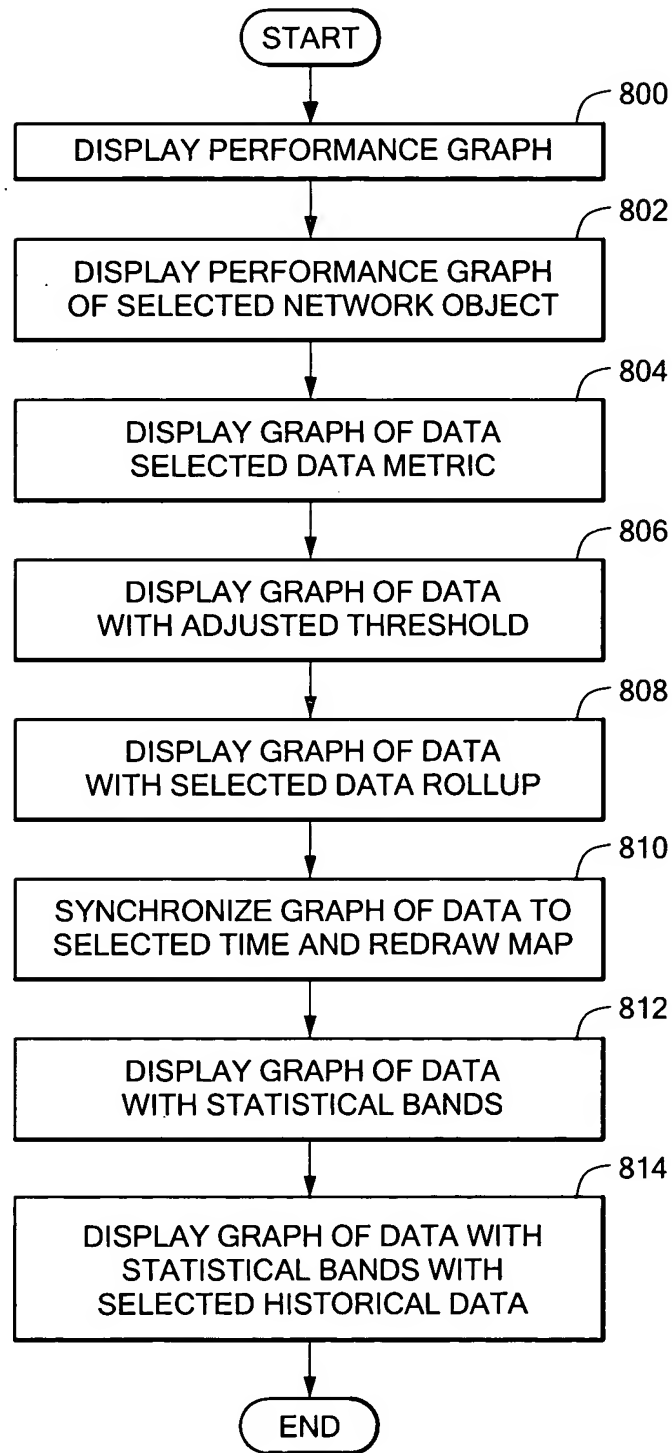 START
800
DISPLAY PERFORMANCE GRAPH
802
DISPLAY PERFORMANCE GRAPH
OF SELECTED NETWORK OBJECT
804
DISPLAY GRAPH OF DATA
SELECTED DATA METRIC
806
DISPLAY GRAPH OF DATA
WITH ADJUSTED THRESHOLD
808
DISPLAY GRAPH OF DATA
WITH SELECTED DATA ROLLUP
810
SYNCHRONIZE GRAPH OF DATA TO
SELECTED TIME AND REDRAW MAP
812
DISPLAY GRAPH OF DATA
WITH STATISTICAL BANDS
814
DISPLAY GRAPH OF DATA WITH
STATISTICAL BANDS WITH
SELECTED HISTORICAL DATA
END